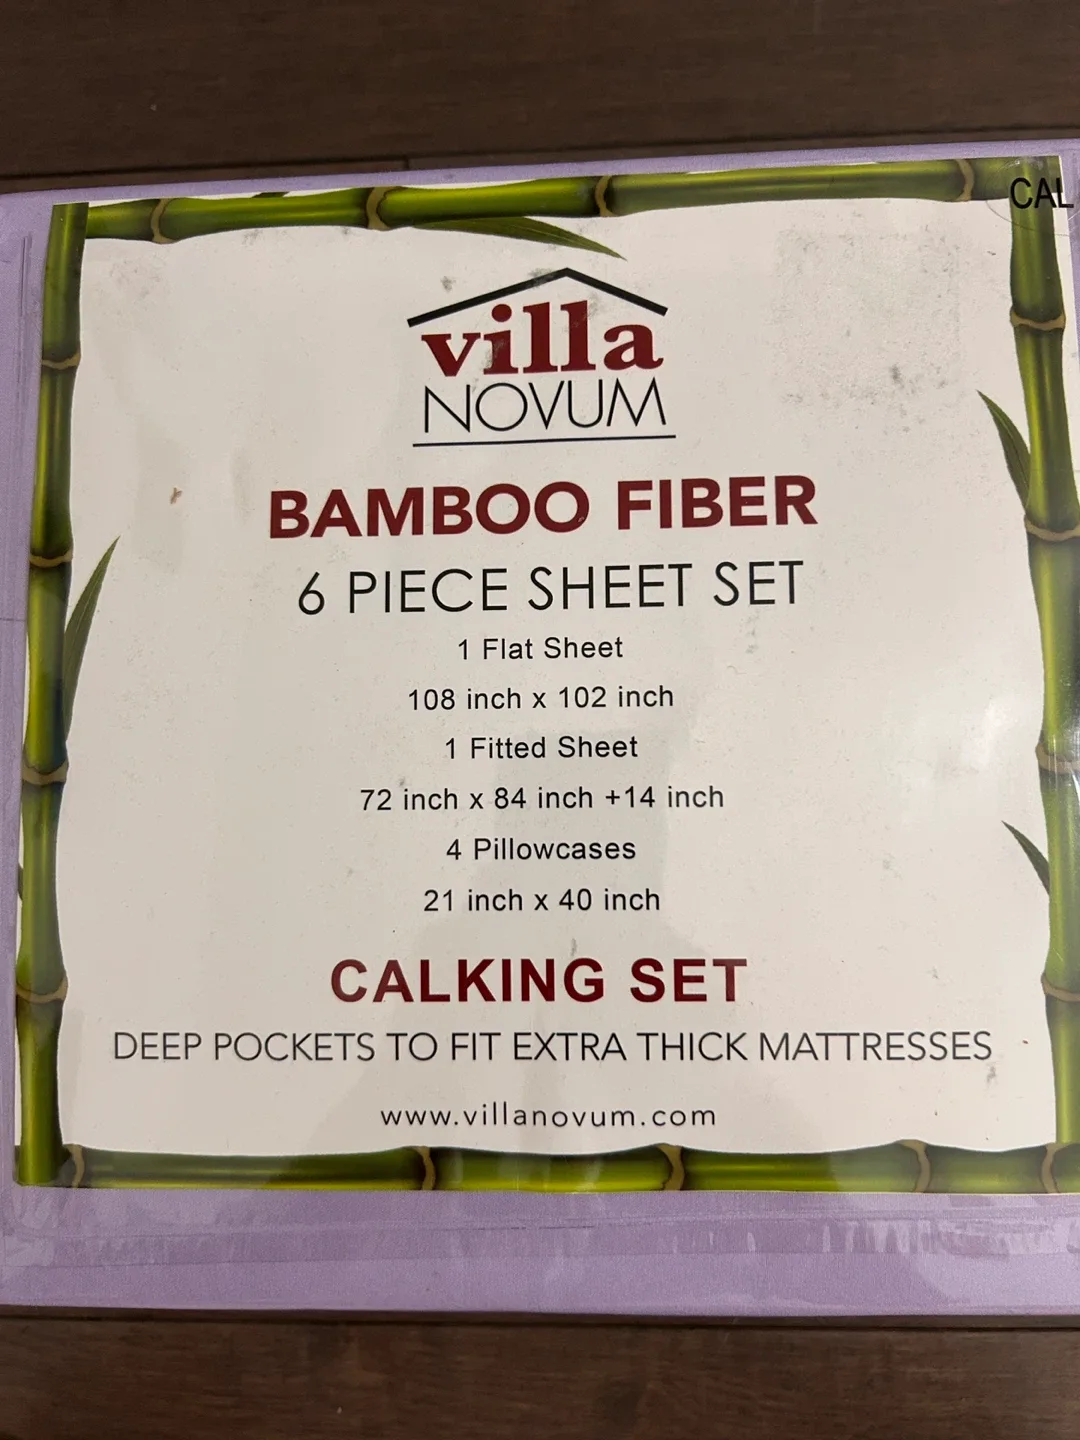 CAL
villa
NOVUM
BAMBOO FIBER
6 PIECE SHEET SET
1 Flat Sheet
108 inch x 102 inch
1 Fitted Sheet
72 inch x 84 inch +14 inch
4 Pillowcases
21 inch x 40 inch
CALKING SET
DEEP POCKETS TO FIT EXTRA THICK MATTRESSES
www.villanovum.com